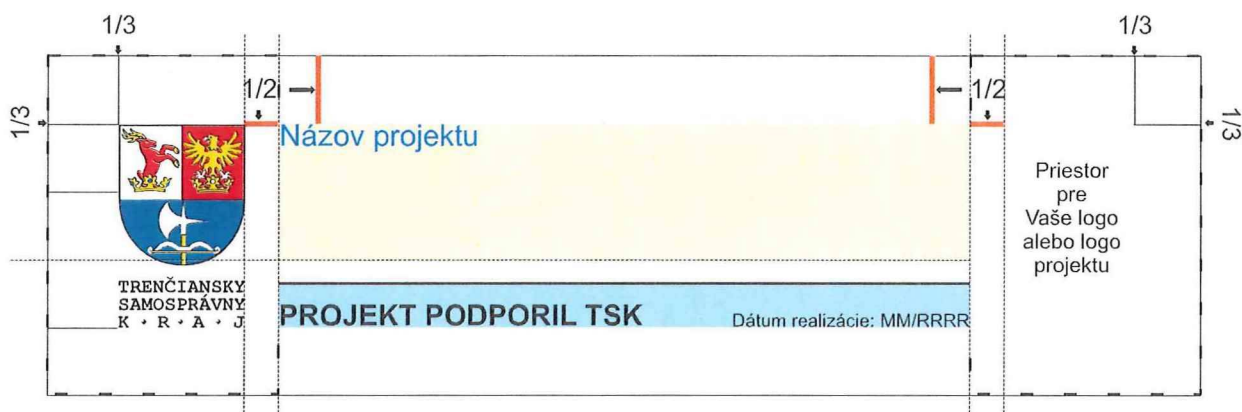 1/3
1/3
1/2
1/2
1/3
1/3
Názov projektu
Priestor
pre
Vaše logo
alebo logo
projektu
TRENČIANSKY
SAMOSPRÁVNY
K · R · A · J
PROJEKT PODPORIL TSK
Dátum realizácie: MM/RRRR